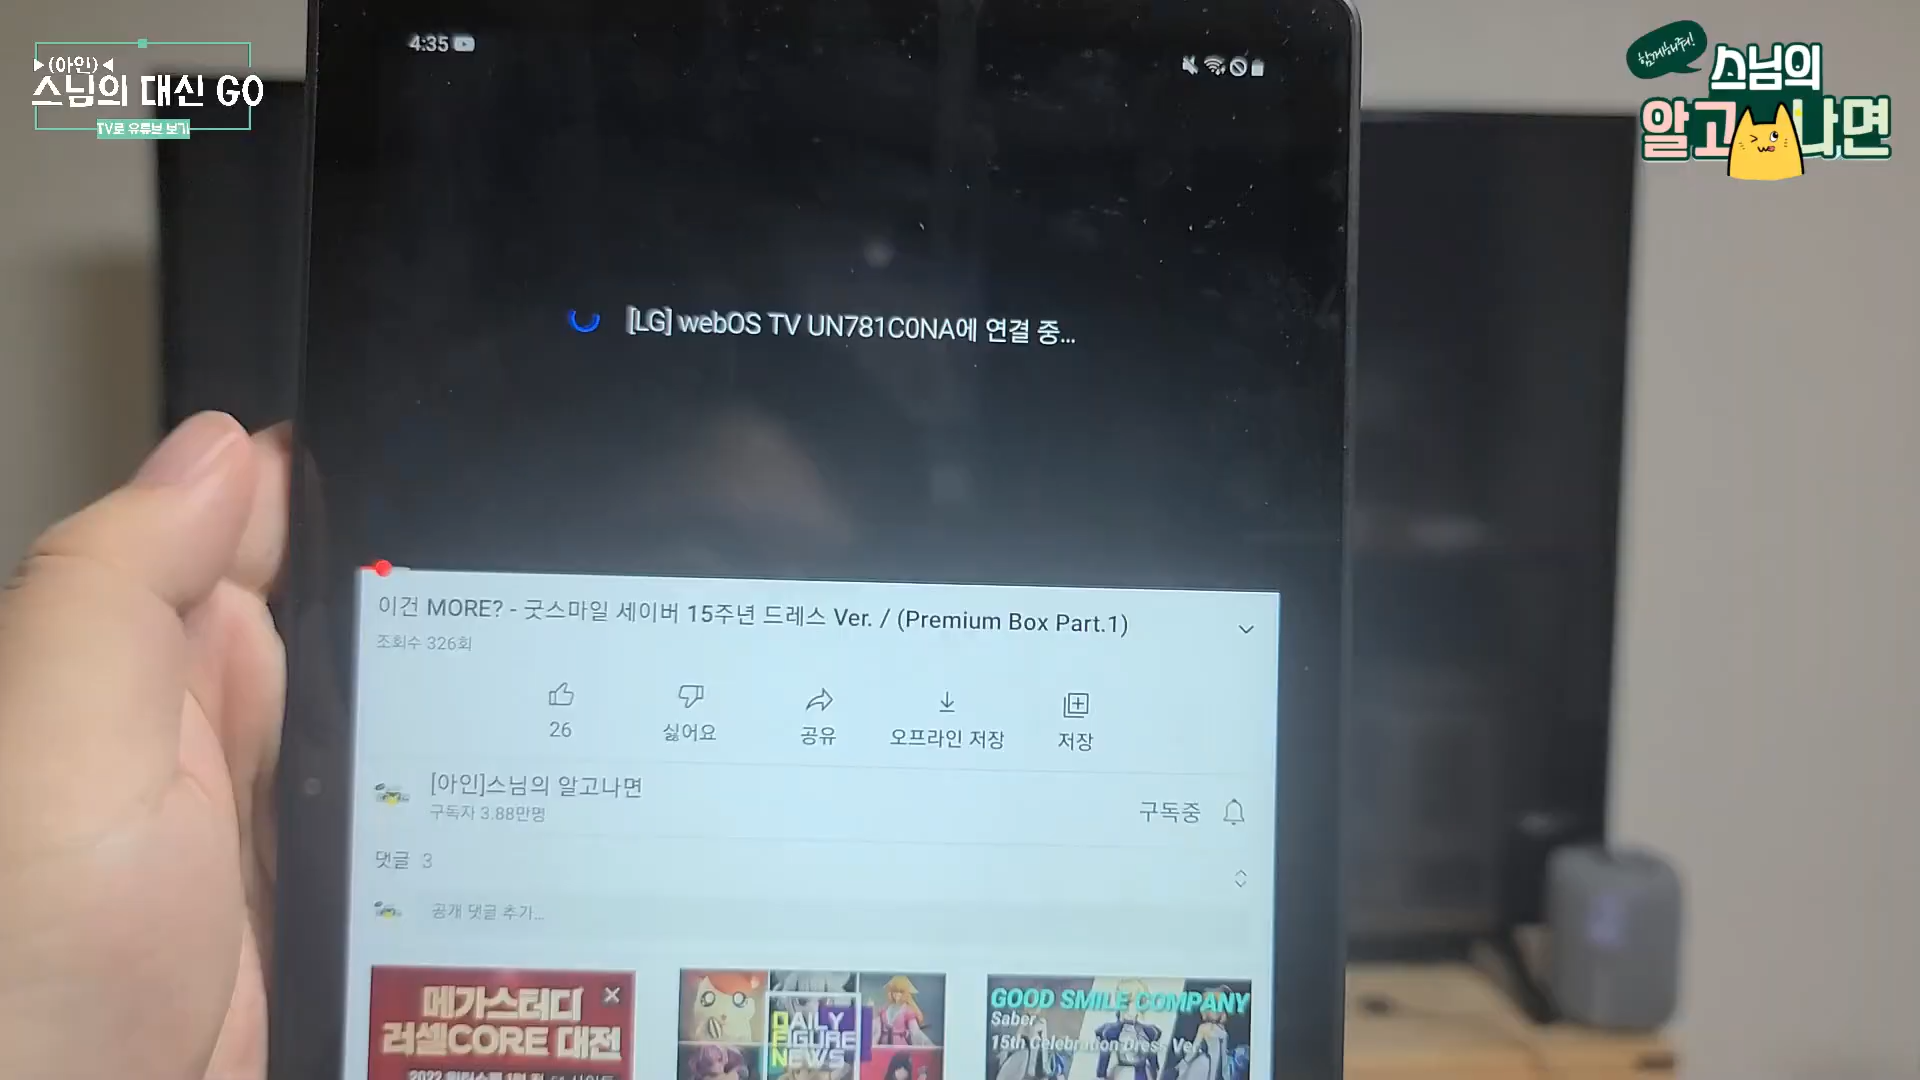 (아인)
스님의 대신 GO
TV로 유튜브 보기
함께해줘!
스님의
알고나면
4:35
[LG] webOS TV UN781C0NA에 연결 중...
이건 MORE? - 굿스마일 세이버 15주년 드레스 Ver. / (Premium Box Part.1)
조회수 326회
26
싫어요
공유
오프라인 저장
저장
[아인]스님의 알고나면
구독자 3.88만명
구독중
댓글 3
공개 댓글 추가...
메가스터디
러셀CORE 대전
DAILY
FIGURE
NEWS
GOOD SMILE COMPANY
Saber
15th Celebration Dress Ver.